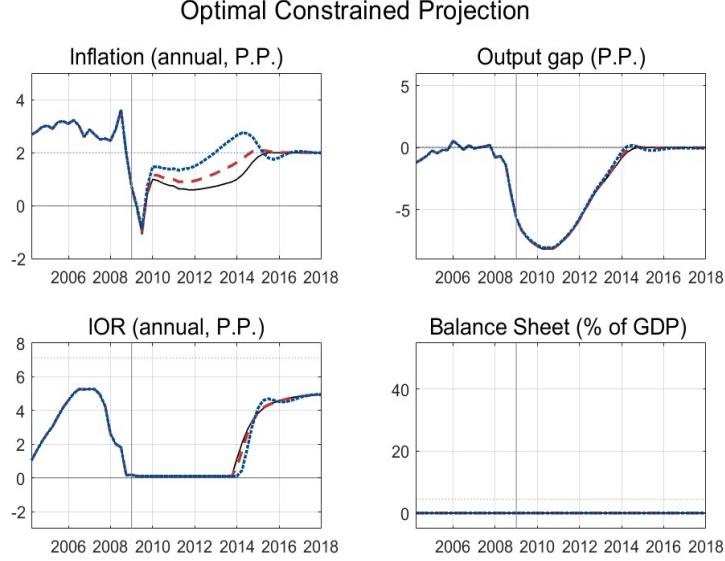 Optimal Constrained Projection
Inflation (annual, P.P.)
4
2
0
-2
2006 2008 2010 2012 2014 2016 2018
Output gap (P.P.)
5
0
-5
2006 2008 2010 2012 2014 2016 2018
IOR (annual, P.P.)
8
6
4
2
0
-2
2006 2008 2010 2012 2014 2016 2018
Balance Sheet (% of GDP)
40
20
0
2006 2008 2010 2012 2014 2016 2018